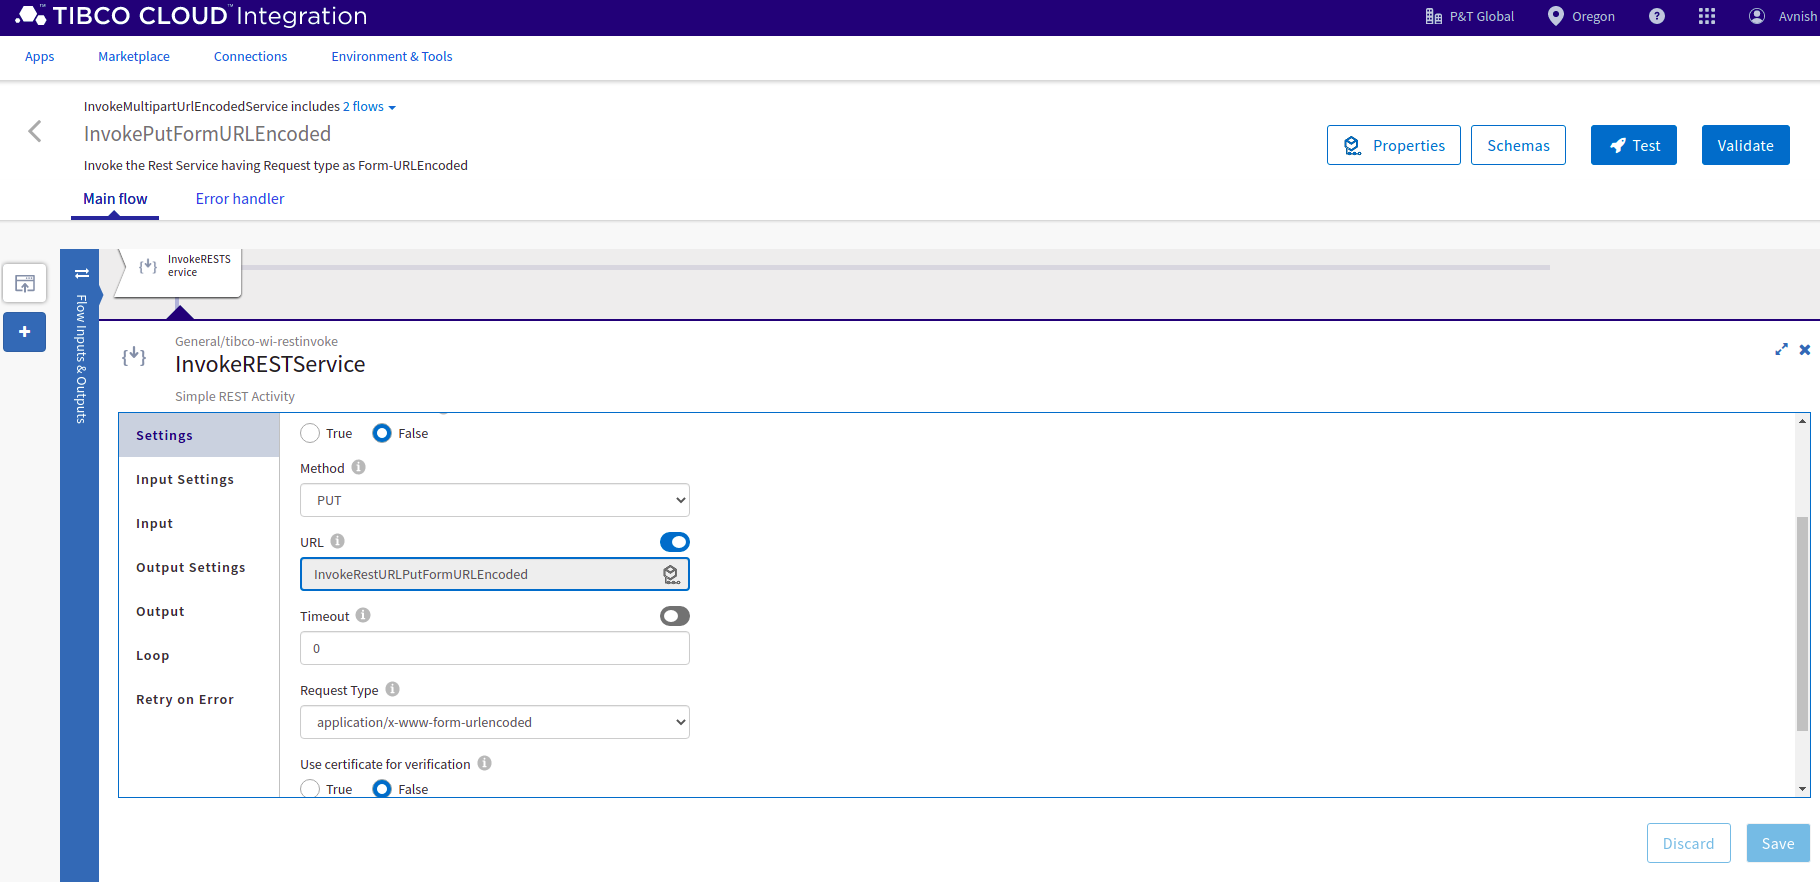 TIBCO CLOUD™ Integration
P&T Global
Oregon
?
Avnish
Apps
Marketplace
Connections
Environment & Tools
InvokeMultipartUrlEncodedService includes 2 flows
InvokePutFormURLEncoded
Invoke the Rest Service having Request type as Form-URLEncoded
Properties
Schemas
Test
Validate
Main flow
Error handler
Flow Inputs & Outputs
InvokeRESTS
ervice
General/tibco-wi-restinvoke
InvokeRESTService
Simple REST Activity
Settings
Input Settings
Input
Output Settings
Output
Loop
Retry on Error
True
False
Method
PUT
URL
InvokeRestURLPutFormURLEncoded
Timeout
0
Request Type
application/x-www-form-urlencoded
Use certificate for verification
True
False
Discard
Save